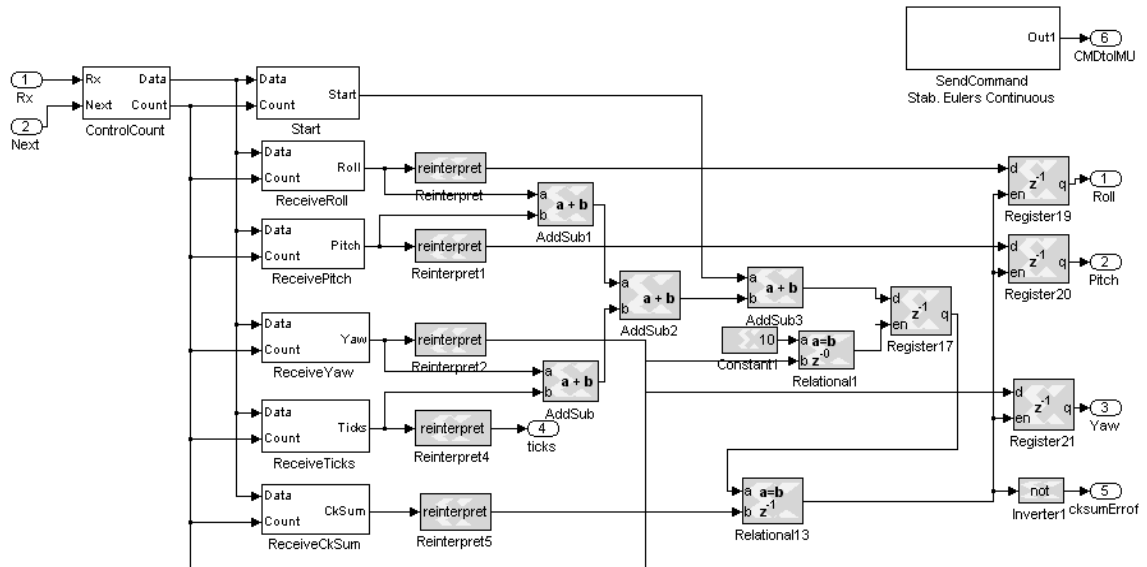 Out1
6
CMDtoIMU
SendCommand
Stab. Eulers Continuous
1
Rx
2
Next
Rx
Data
Next
Count
ControlCount
Data
Count
Start
Start
Data
Count
Roll
ReceiveRoll
reinterpret
Reinterpret
a
b
a + b
AddSub1
d
en
z-1
q
Register19
1
Roll
Data
Count
Pitch
ReceivePitch
reinterpret
Reinterpret1
d
en
z-1
q
Register20
2
Pitch
a
b
a + b
AddSub2
a
b
a + b
AddSub3
d
en
z-1
q
Register17
Data
Count
Yaw
ReceiveYaw
reinterpret
Reinterpret2
10
Constant1
a
b
a=b
z-0
Relational1
a
b
a + b
AddSub
d
en
z-1
q
Register21
3
Yaw
Data
Count
Ticks
ReceiveTicks
reinterpret
Reinterpret4
4
ticks
Data
Count
CkSum
ReceiveCkSum
reinterpret
Reinterpret5
a
b
a=b
z-1
Relational13
not
Inverter1
5
cksumErrof